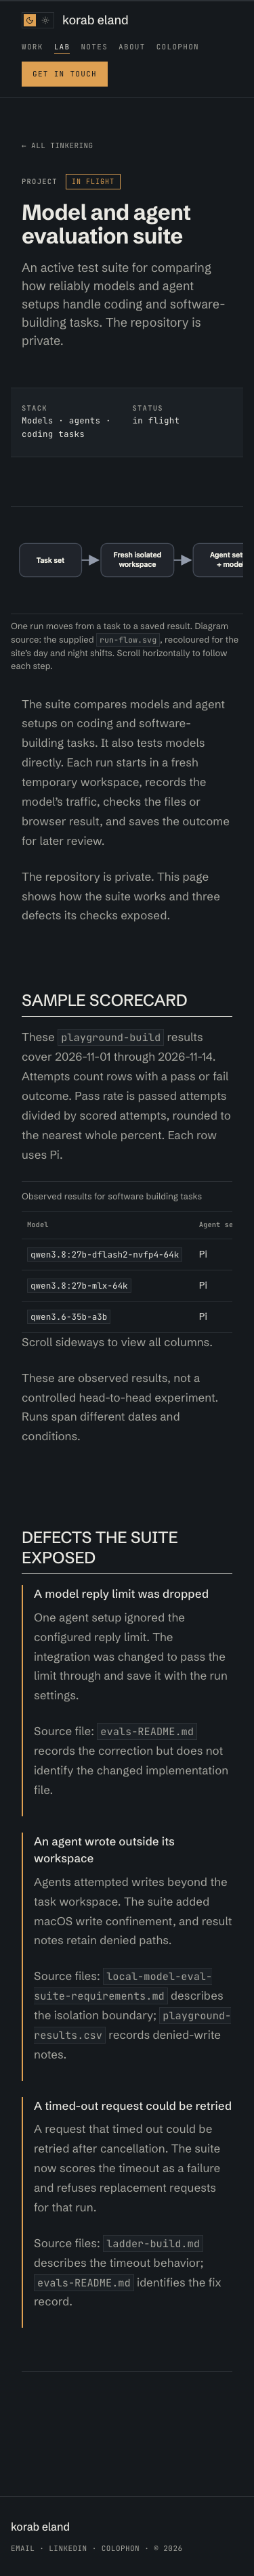 korab eland
WORK LAB NOTES ABOUT COLOPHON
GET IN TOUCH
← ALL TINKERING
PROJECT IN FLIGHT
Model and agent
evaluation suite
An active test suite for comparing
how reliably models and agent
setups handle coding and software-
building tasks. The repository is
private.
STACK STATUS
Models · agents · in flight
coding tasks
Task set
Fresh isolated
workspace
Agent set
+ model
One run moves from a task to a saved result. Diagram
source: the supplied run-flow.svg, recoloured for the
site's day and night shifts. Scroll horizontally to follow
each step.
The suite compares models and agent
setups on coding and software-
building tasks. It also tests models
directly. Each run starts in a fresh
temporary workspace, records the
model's traffic, checks the files or
browser result, and saves the outcome
for later review.
The repository is private. This page
shows how the suite works and three
defects its checks exposed.
SAMPLE SCORECARD
These playground-build results
cover 2026-11-01 through 2026-11-14.
Attempts count rows with a pass or fail
outcome. Pass rate is passed attempts
divided by scored attempts, rounded to
the nearest whole percent. Each row
uses Pi.
Observed results for software building tasks
Model Agent se
qwen3.8:27b-dflash2-nvfp4-64k Pi
qwen3.8:27b-mlx-64k Pi
qwen3.6-35b-a3b Pi
Scroll sideways to view all columns.
These are observed results, not a
controlled head-to-head experiment.
Runs span different dates and
conditions.
DEFECTS THE SUITE
EXPOSED
A model reply limit was dropped
One agent setup ignored the
configured reply limit. The
integration was changed to pass the
limit through and save it with the run
settings.
Source file: evals-README.md
records the correction but does not
identify the changed implementation
file.
An agent wrote outside its
workspace
Agents attempted writes beyond the
task workspace. The suite added
macOS write confinement, and result
notes retain denied paths.
Source files: local-model-eval-
suite-requirements.md describes
the isolation boundary; playground-
results.csv records denied-write
notes.
A timed-out request could be retried
A request that timed out could be
retried after cancellation. The suite
now scores the timeout as a failure
and refuses replacement requests
for that run.
Source files: ladder-build.md
describes the timeout behavior;
evals-README.md identifies the fix
record.
korab eland
EMAIL · LINKEDIN · COLOPHON · © 2026